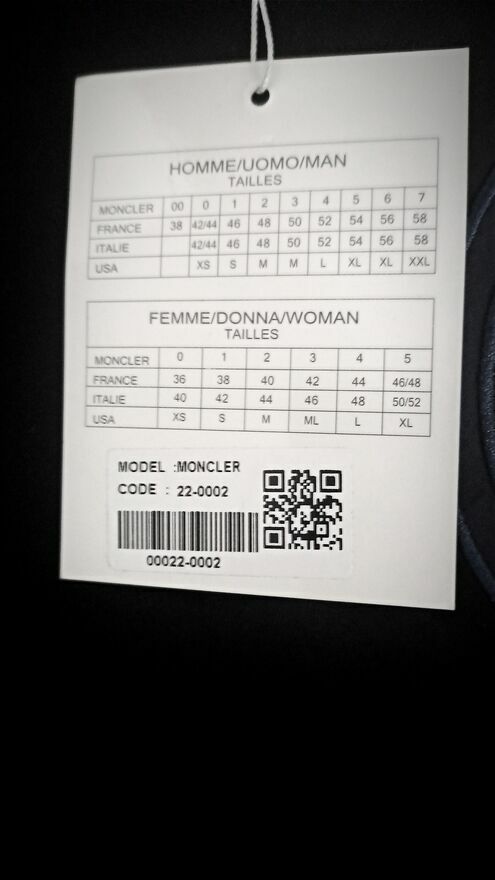 HOMME/UOMO/MAN
TAILLES
MONCLER 00 0 1 2 3 4 5 6 7
FRANCE 38 42/44 46 48 50 52 54 56 58
ITALIE 42/44 46 48 50 52 54 56 58
USA XS S M M L XL XL XXL
FEMME/DONNA/WOMAN
TAILLES
MONCLER 0 1 2 3 4 5
FRANCE 36 38 40 42 44 46/48
ITALIE 40 42 44 46 48 50/52
USA XS S M ML L XL
MODEL :MONCLER
CODE : 22-0002
00022-0002